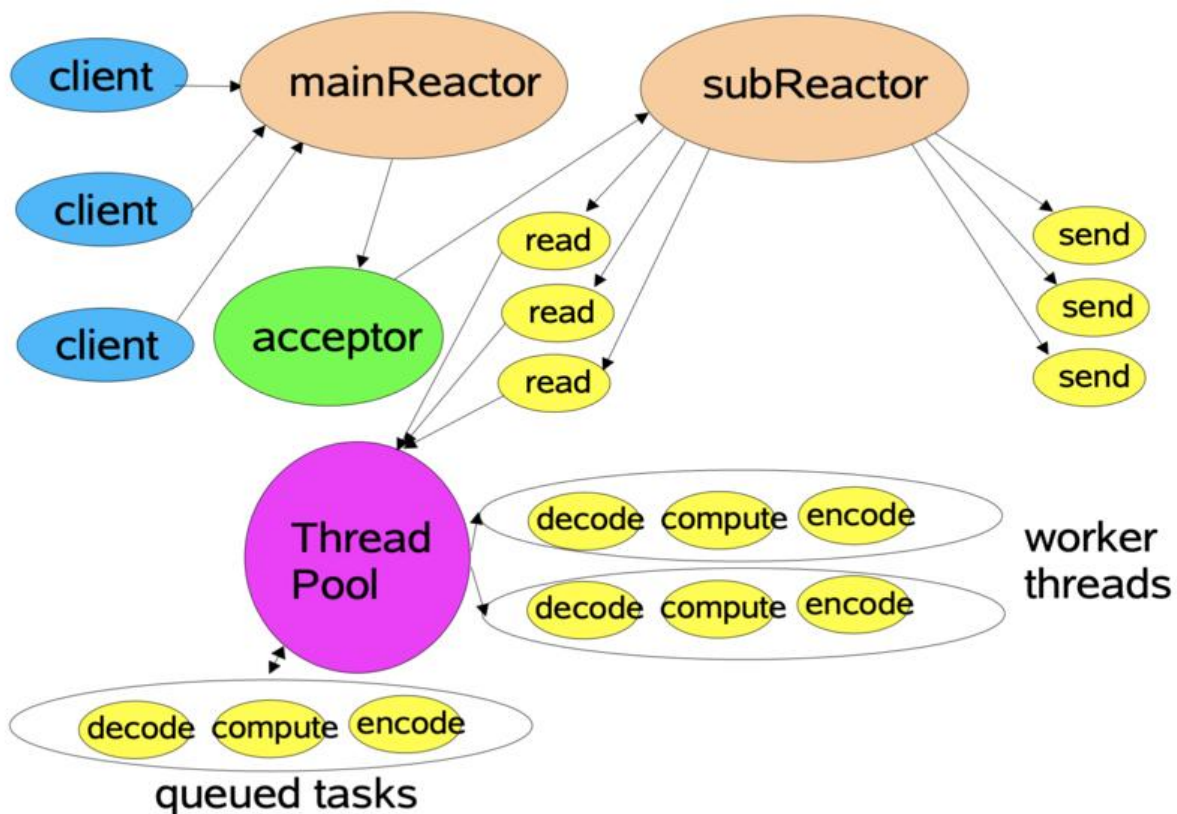 client
mainReactor
subReactor
client
client
acceptor
read
read
read
send
send
send
Thread
Pool
decode compute encode
decode compute encode
worker
threads
decode compute encode
queued tasks